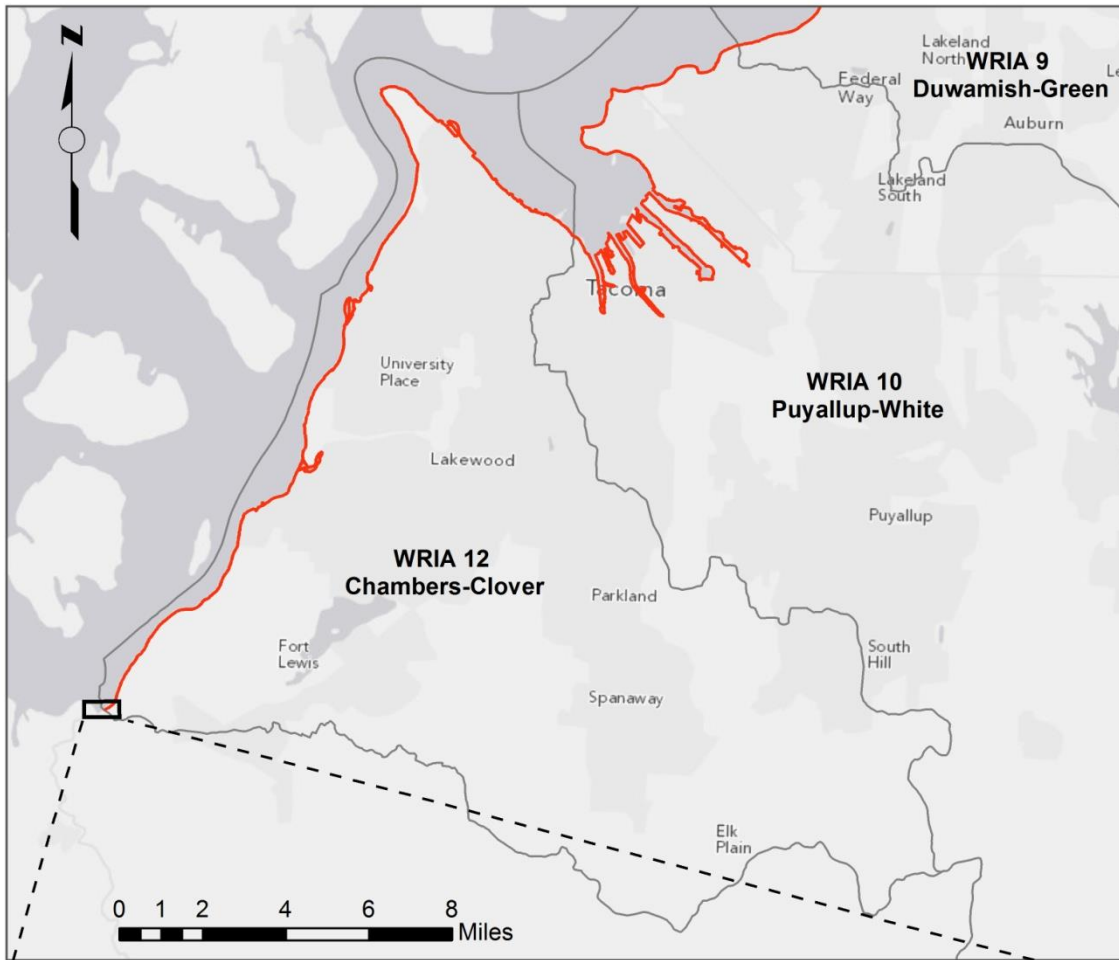 N
Lakeland
North
WRIA 9
Duwamish-Green
Le
Federal
Way
Auburn
Lakeland
South
Tacoma
University
Place
WRIA 10
Puyallup-White
Lakewood
Puyallup
WRIA 12
Chambers-Clover
Parkland
Fort
Lewis
South
Hill
Spanaway
Elk
Plain
0 1 2 4 6 8
Miles